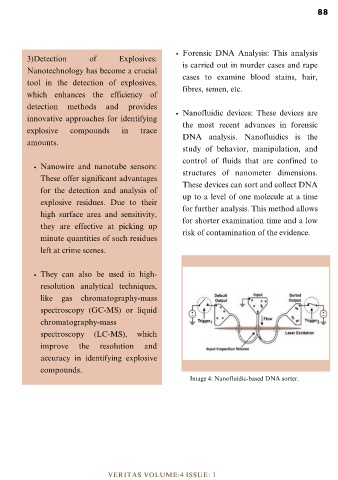 88
3)Detection of Explosives:
Nanotechnology has become a crucial
tool in the detection of explosives,
which enhances the efficiency of
detection methods and provides
innovative approaches for identifying
explosive compounds in trace
amounts.
• Nanowire and nanotube sensors:
These offer significant advantages
for the detection and analysis of
explosive residues. Due to their
high surface area and sensitivity,
they are effective at picking up
minute quantities of such residues
left at crime scenes.
• They can also be used in high-
resolution analytical techniques,
like gas chromatography-mass
spectroscopy (GC-MS) or liquid
chromatography-mass
spectroscopy (LC-MS), which
improve the resolution and
accuracy in identifying explosive
compounds.
• Forensic DNA Analysis: This analysis
is carried out in murder cases and rape
cases to examine blood stains, hair,
fibres, semen, etc.
• Nanofluidic devices: These devices are
the most recent advances in forensic
DNA analysis. Nanofluidics is the
study of behavior, manipulation, and
control of fluids that are confined to
structures of nanometer dimensions.
These devices can sort and collect DNA
up to a level of one molecule at a time
for further analysis. This method allows
for shorter examination time and a low
risk of contamination of the evidence.
Default
Output
Input
Sorted
Output
Trigger
Flow
Trigger
Laser Excitation
Input Inspection Volume
Image 4: Nanofluidic-based DNA sorter.
VERITAS VOLUME:4 ISSUE: 1